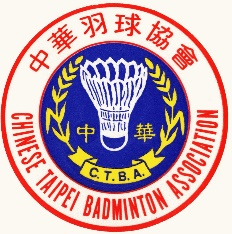 中華羽球協會
中 華
C.T.B.A.
CHINESE TAIPEI BADMINTON ASSOCIATION